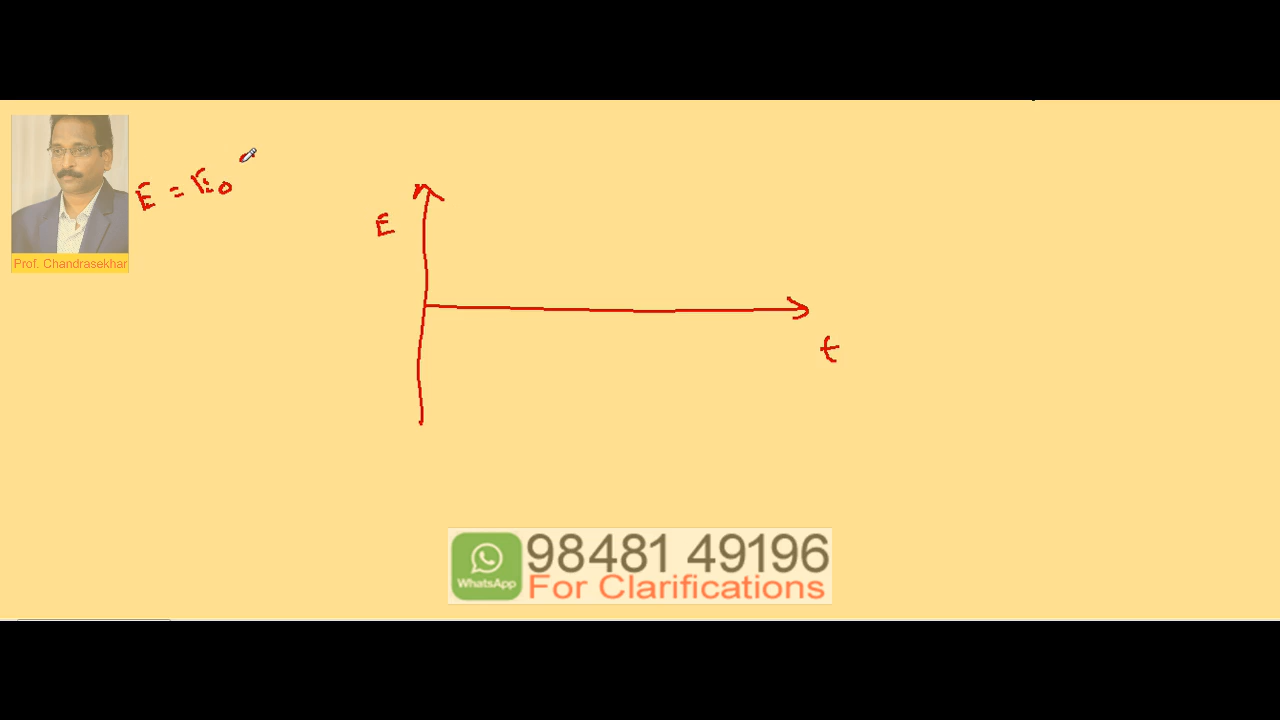 E = E₀
E
t
Prof. Chandrasekhar
WhatsApp
98481 49196
For Clarifications